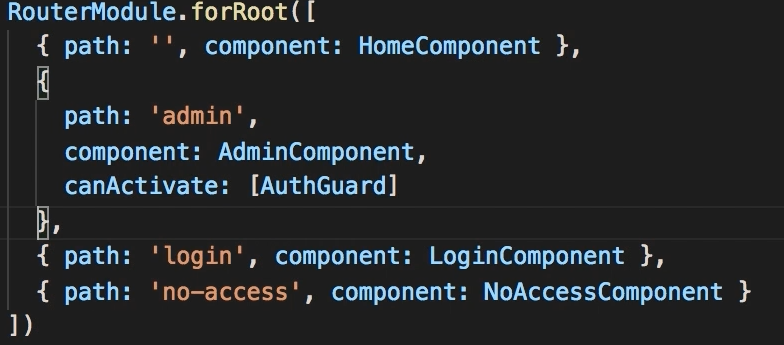 RouterModule.forRoot([
  { path: '', component: HomeComponent },
  {
    path: 'admin',
    component: AdminComponent,
    canActivate: [AuthGuard]
  },
  { path: 'login', component: LoginComponent },
  { path: 'no-access', component: NoAccessComponent }
])